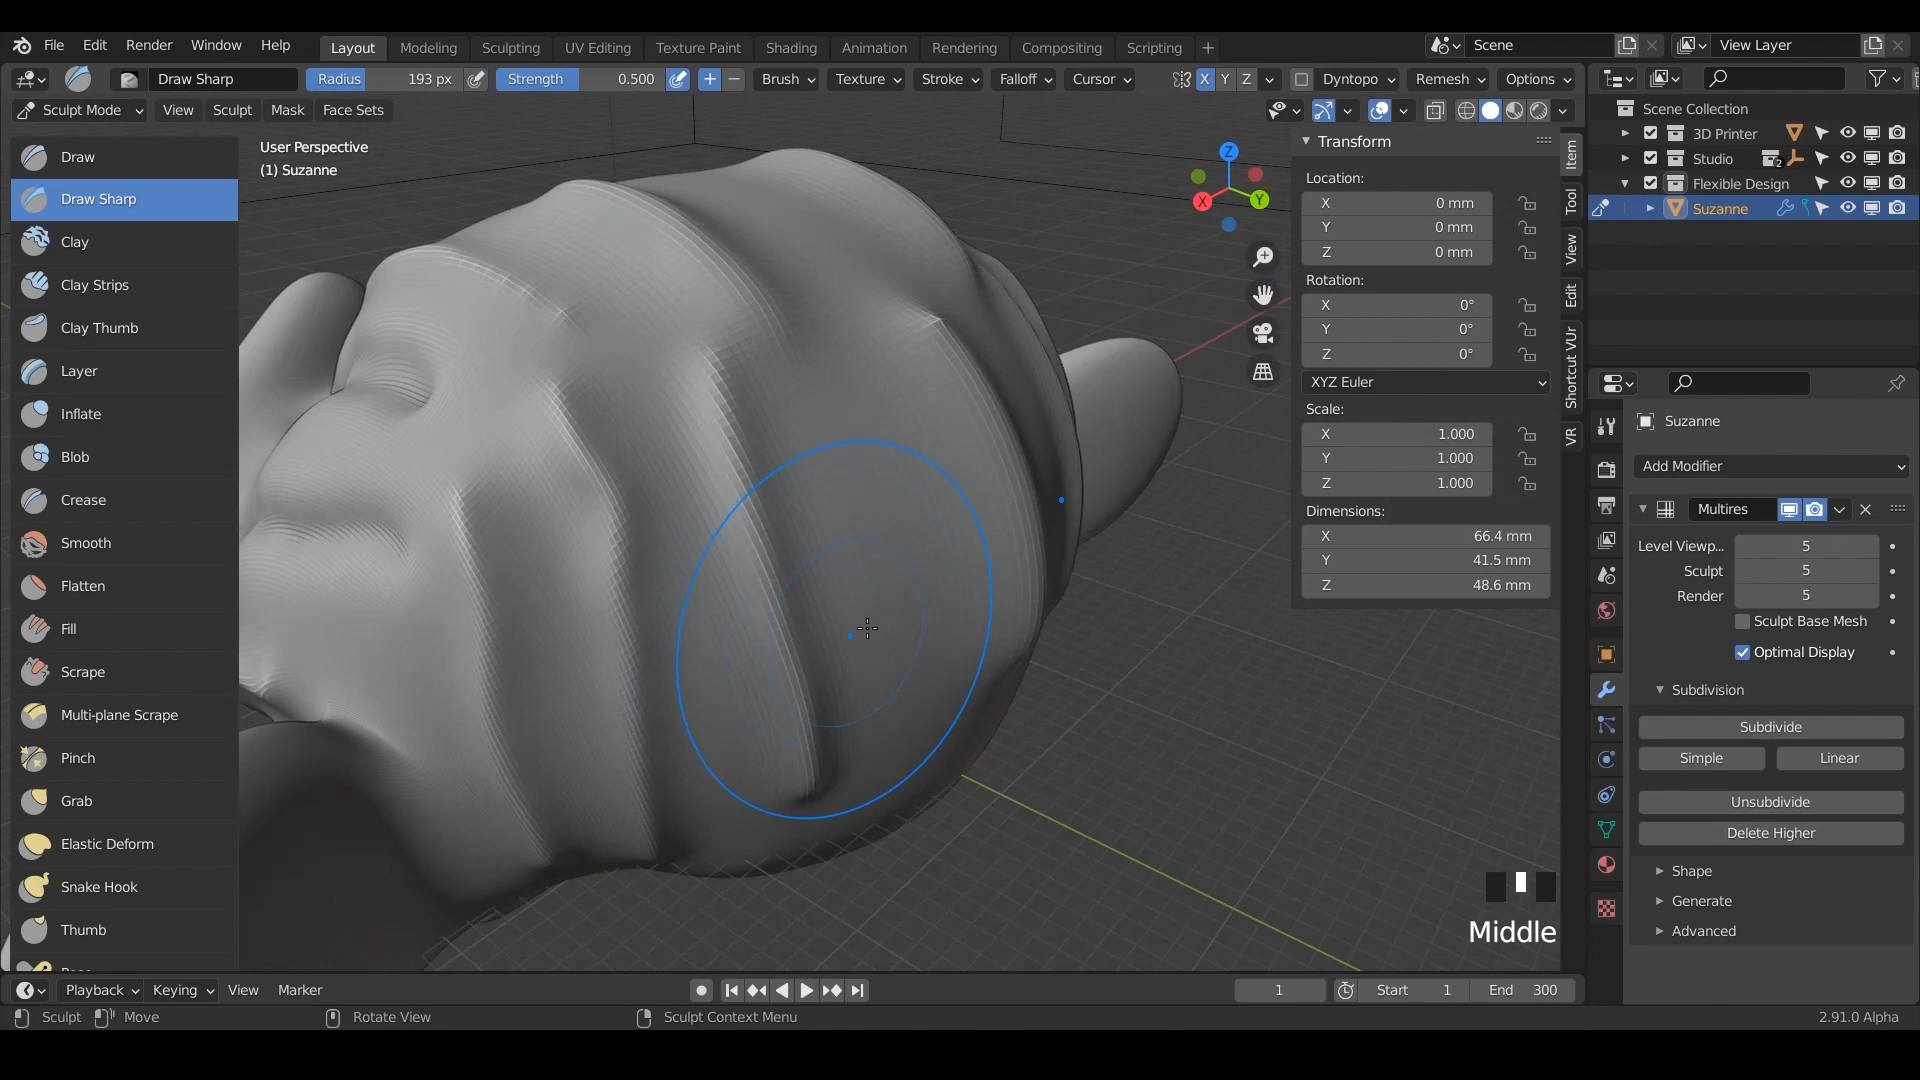 File Edit Render Window Help Layout Modeling Sculpting UV Editing Texture Paint Shading Animation Rendering Compositing Scripting + Scene View Layer
Draw Sharp Radius 193 px Strength 0.500 + − Brush Texture Stroke Falloff Cursor X Y Z Dyntopo Remesh Options
Sculpt Mode View Sculpt Mask Face Sets
User Perspective
(1) Suzanne
Draw
Draw Sharp
Clay
Clay Strips
Clay Thumb
Layer
Inflate
Blob
Crease
Smooth
Flatten
Fill
Scrape
Multi-plane Scrape
Pinch
Grab
Elastic Deform
Snake Hook
Thumb
Z
X
Y
Transform
Location:
X 0 mm
Y 0 mm
Z 0 mm
Rotation:
X 0°
Y 0°
Z 0°
XYZ Euler
Scale:
X 1.000
Y 1.000
Z 1.000
Dimensions:
X 66.4 mm
Y 41.5 mm
Z 48.6 mm
Item
Tool
View
Edit
Shortcut VUr
VR
Scene Collection
3D Printer
Studio 2
Flexible Design
Suzanne
Suzanne
Add Modifier
Multires
Level Viewp... 5
Sculpt 5
Render 5
Sculpt Base Mesh
Optimal Display
Subdivision
Subdivide
Simple Linear
Unsubdivide
Delete Higher
Shape
Generate
Advanced
Middle
Playback Keying View Marker 1 Start 1 End 300
Sculpt Move Rotate View Sculpt Context Menu 2.91.0 Alpha